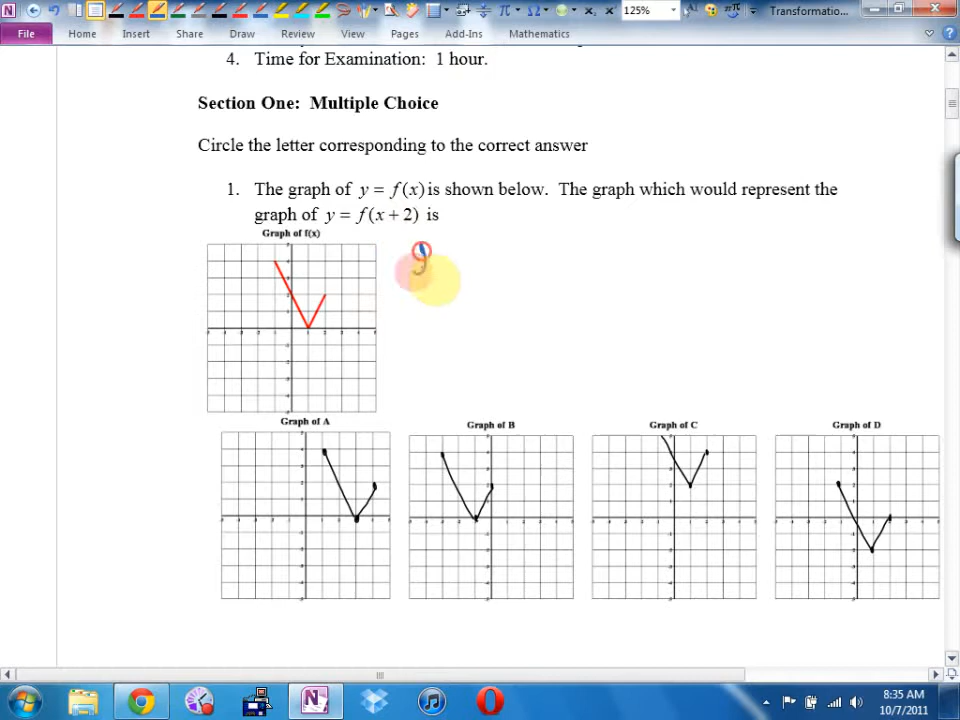 125%
Transformatio...
File Home Insert Share Draw Review View Pages Add-Ins Mathematics
4. Time for Examination: 1 hour.
Section One: Multiple Choice
Circle the letter corresponding to the correct answer
1. The graph of y = f(x) is shown below. The graph which would represent the
graph of y = f(x + 2) is
Graph of f(x)
Graph of A
Graph of B
Graph of C
Graph of D
8:35 AM
10/7/2011